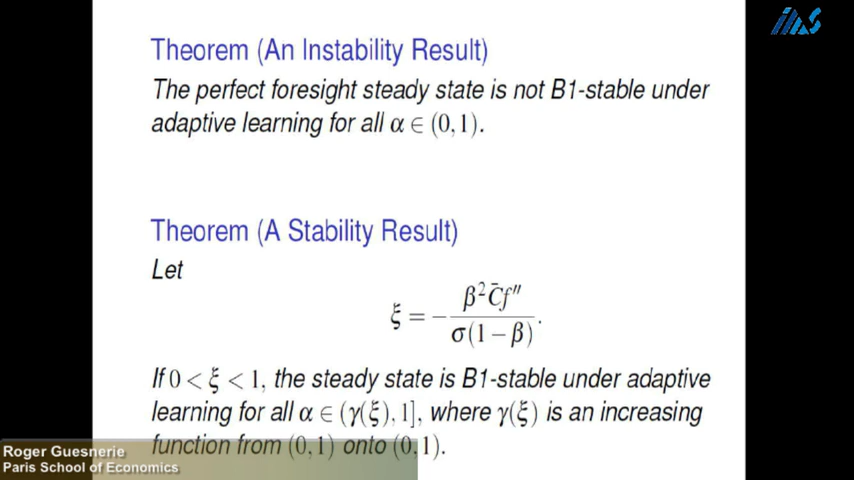 ias
Theorem (An Instability Result)
The perfect foresight steady state is not B1-stable under
adaptive learning for all α ∈ (0, 1).
Theorem (A Stability Result)
Let
ξ = − β²C̄f″ / σ(1 − β) .
If 0 < ξ < 1, the steady state is B1-stable under adaptive
learning for all α ∈ (γ(ξ), 1], where γ(ξ) is an increasing
function from (0, 1) onto (0, 1).
Roger Guesnerie
Paris School of Economics